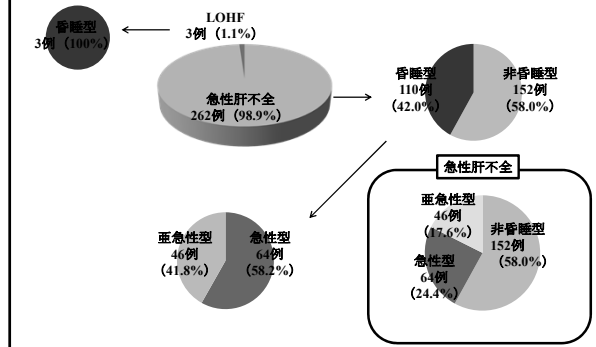 昏睡型
3例（100%）
LOHF
3例（1.1%）
急性肝不全
262例（98.9%）
昏睡型
110例
（42.0%）
非昏睡型
152例
（58.0%）
亜急性型
46例
（41.8%）
急性型
64例
（58.2%）
急性肝不全
亜急性型
46例
（17.6%）
非昏睡型
152例
（58.0%）
急性型
64例
（24.4%）